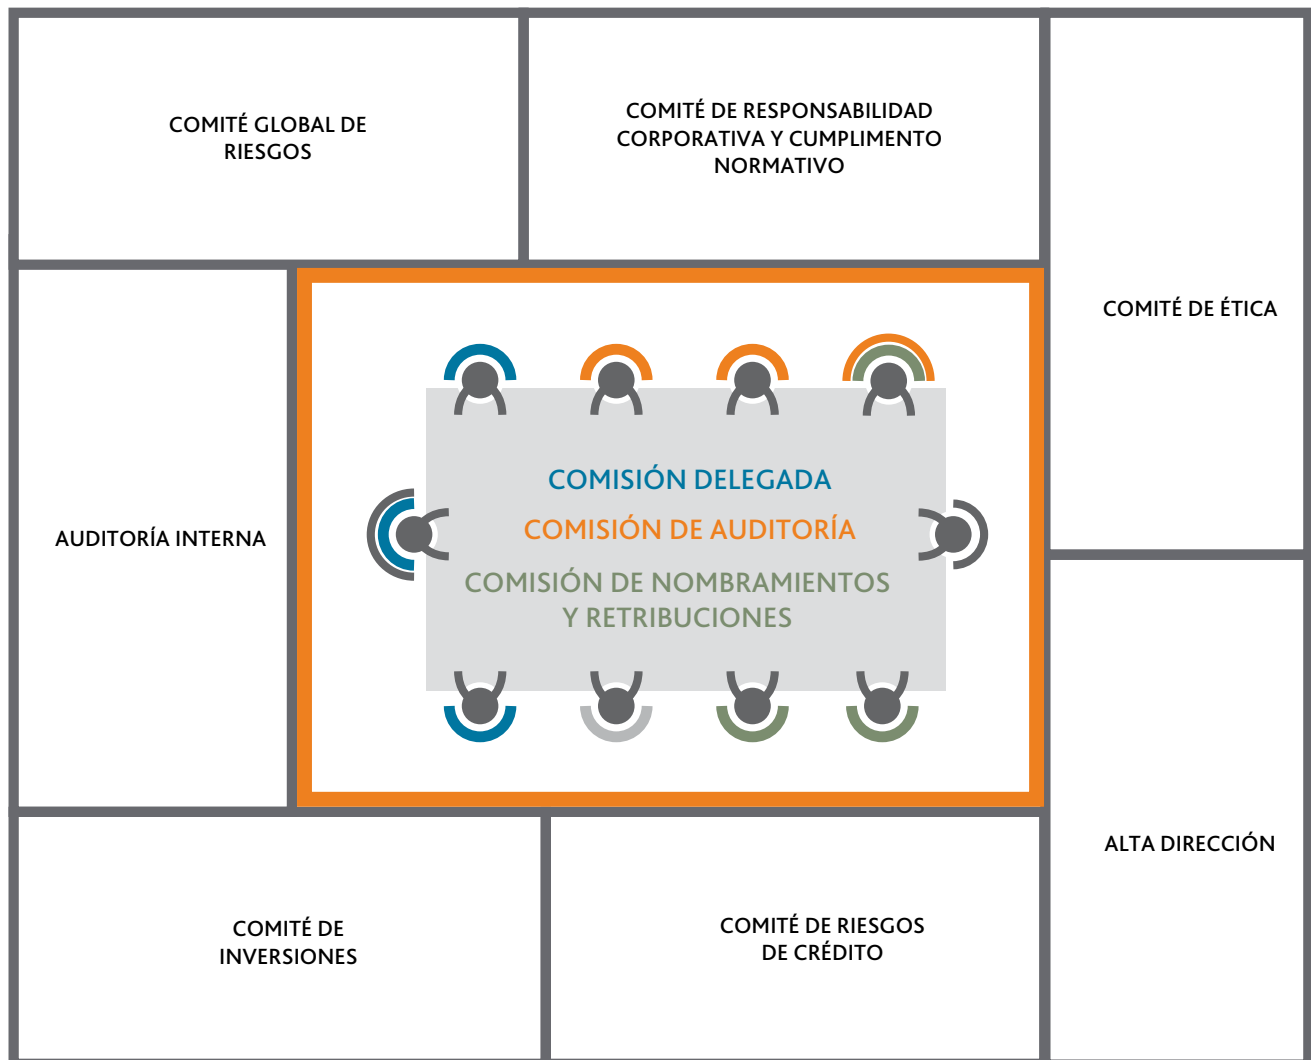 COMITÉ GLOBAL DE
RIESGOS
COMITÉ DE RESPONSABILIDAD
CORPORATIVA Y CUMPLIMENTO
NORMATIVO
COMITÉ DE ÉTICA
AUDITORÍA INTERNA
COMISIÓN DELEGADA
COMISIÓN DE AUDITORÍA
COMISIÓN DE NOMBRAMIENTOS
Y RETRIBUCIONES
ALTA DIRECCIÓN
COMITÉ DE
INVERSIONES
COMITÉ DE RIESGOS
DE CRÉDITO